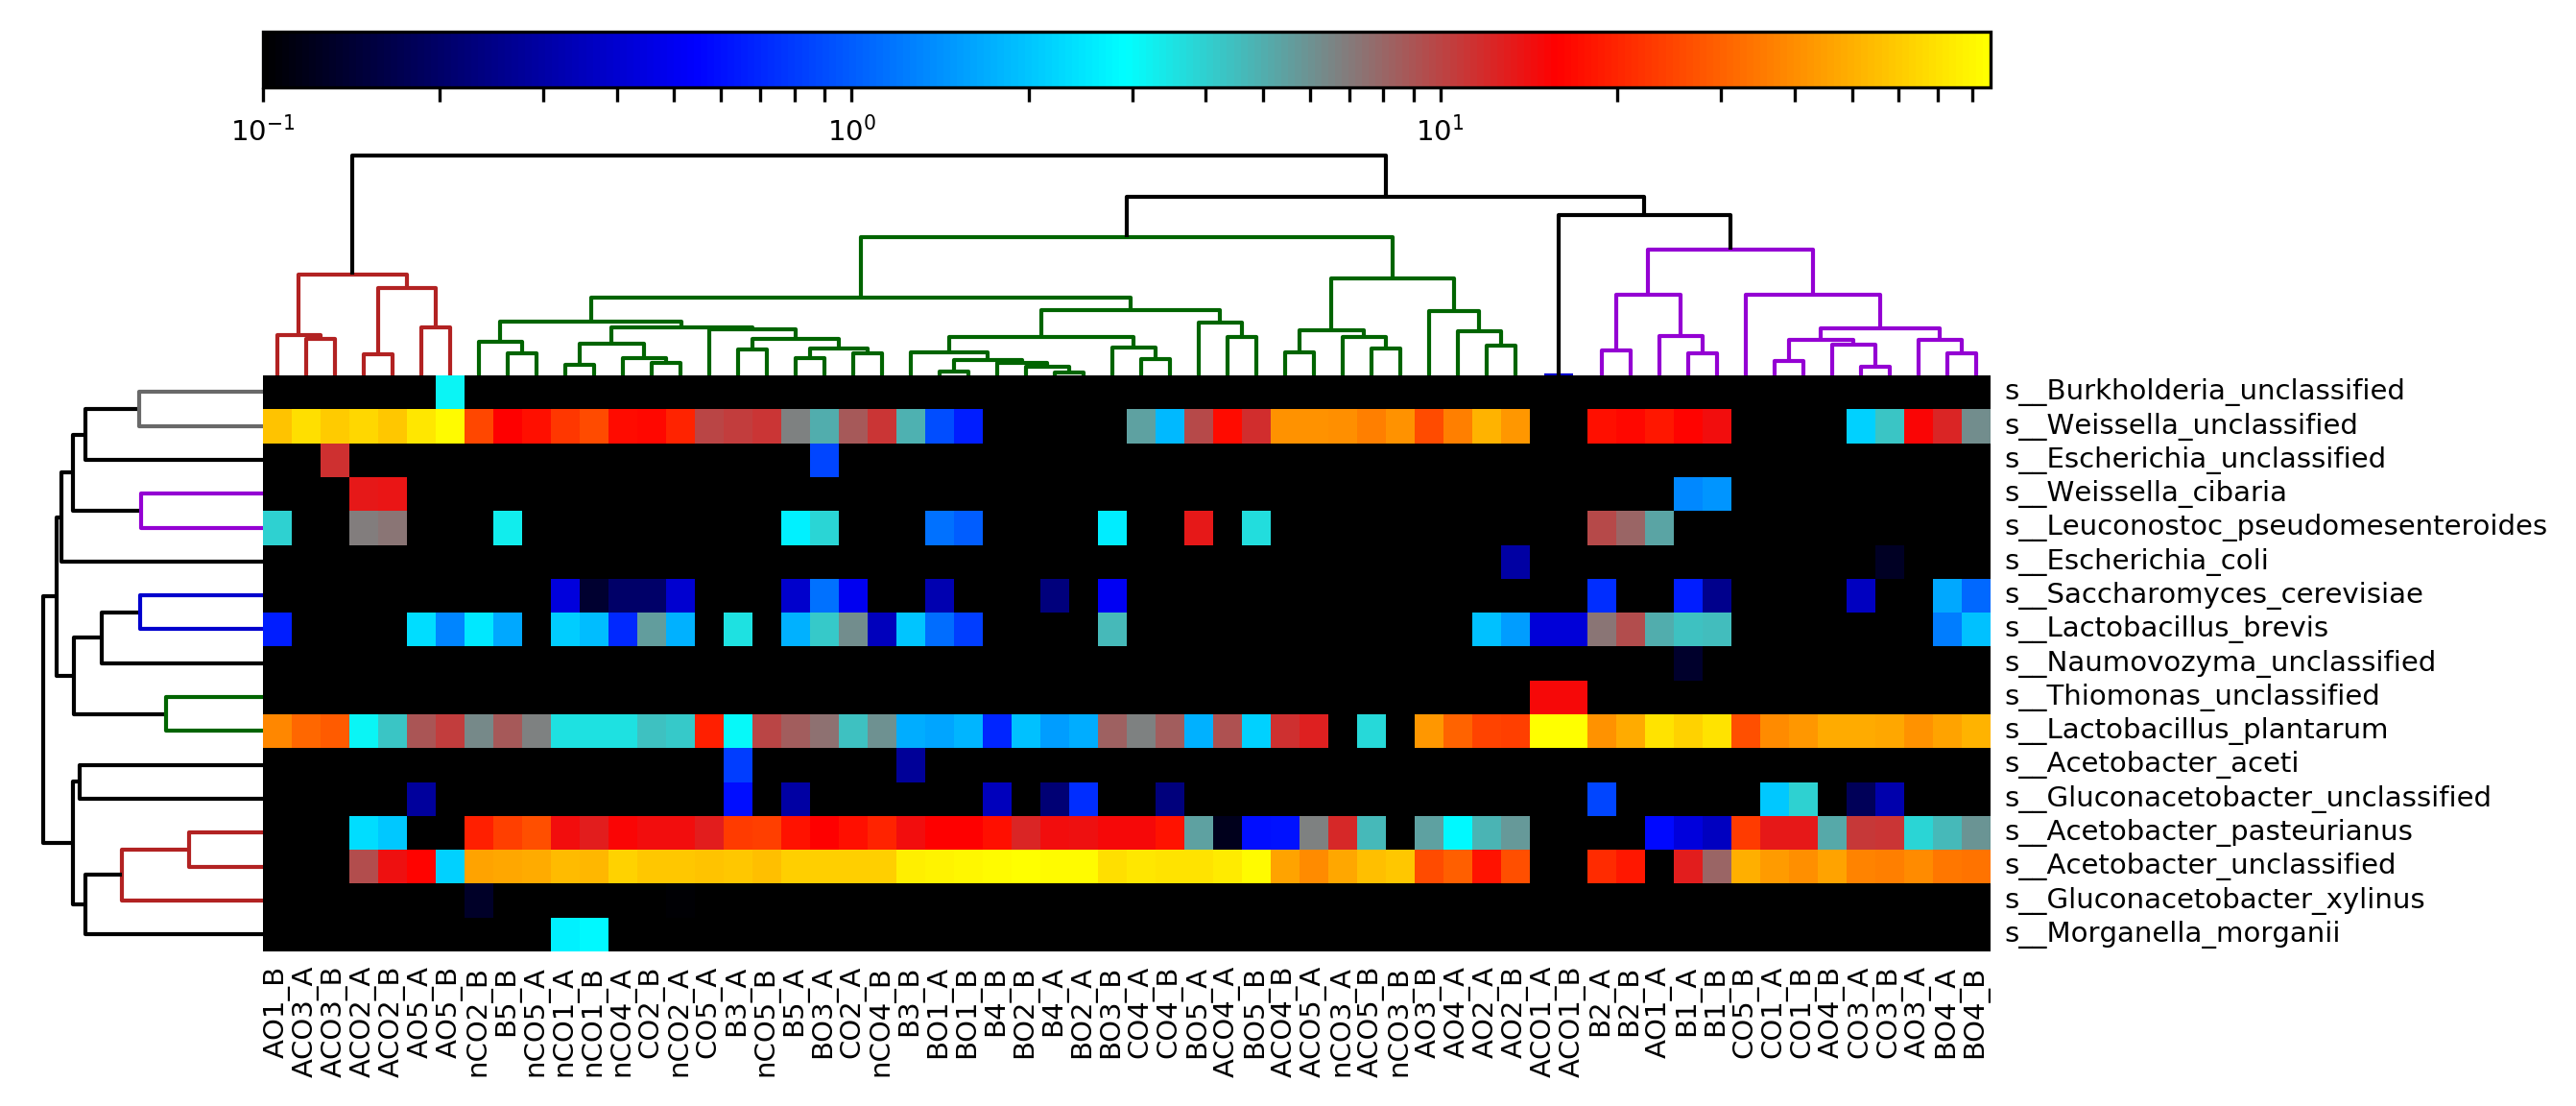 10⁻¹ 10⁰ 10¹
s__Burkholderia_unclassified
s__Weissella_unclassified
s__Escherichia_unclassified
s__Weissella_cibaria
s__Leuconostoc_pseudomesenteroides
s__Escherichia_coli
s__Saccharomyces_cerevisiae
s__Lactobacillus_brevis
s__Naumovozyma_unclassified
s__Thiomonas_unclassified
s__Lactobacillus_plantarum
s__Acetobacter_aceti
s__Gluconacetobacter_unclassified
s__Acetobacter_pasteurianus
s__Acetobacter_unclassified
s__Gluconacetobacter_xylinus
s__Morganella_morganii
AO1_B
ACO3_A
ACO3_B
ACO2_A
ACO2_B
AO5_A
AO5_B
nCO2_B
B5_B
nCO5_A
nCO1_A
nCO1_B
nCO4_A
CO2_B
nCO2_A
CO5_A
B3_A
nCO5_B
B5_A
BO3_A
CO2_A
nCO4_B
B3_B
BO1_A
BO1_B
B4_B
BO2_B
B4_A
BO2_A
BO3_B
CO4_A
CO4_B
BO5_A
ACO4_A
BO5_B
ACO4_B
ACO5_A
nCO3_A
ACO5_B
nCO3_B
AO3_B
AO4_A
AO2_A
AO2_B
ACO1_A
ACO1_B
B2_A
B2_B
AO1_A
B1_A
B1_B
CO5_B
CO1_A
CO1_B
AO4_B
CO3_A
CO3_B
AO3_A
BO4_A
BO4_B